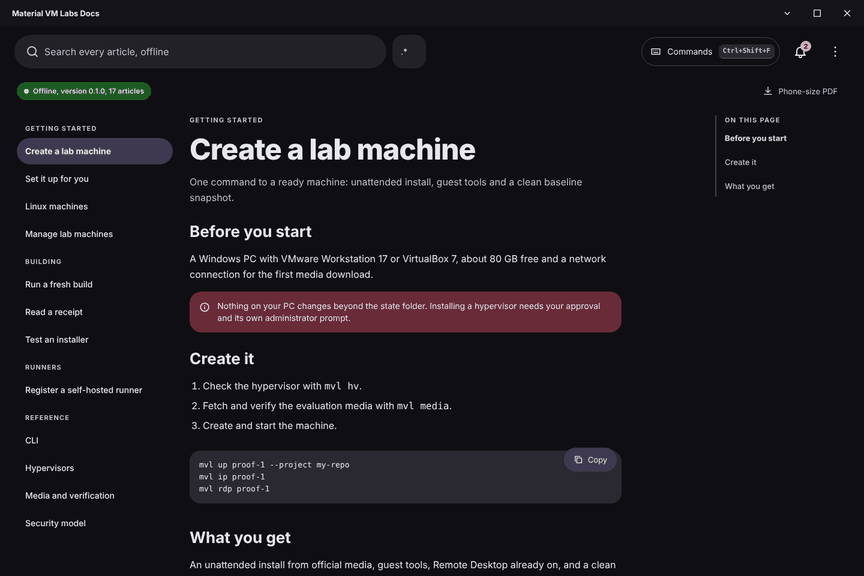 Material VM Labs Docs
Search every article, offline
.*
Commands
Ctrl+Shift+F
2
Offline, version 0.1.0, 17 articles
Phone-size PDF
GETTING STARTED
Create a lab machine
Set it up for you
Linux machines
Manage lab machines
BUILDING
Run a fresh build
Read a receipt
Test an installer
RUNNERS
Register a self-hosted runner
REFERENCE
CLI
Hypervisors
Media and verification
Security model
GETTING STARTED
Create a lab machine
One command to a ready machine: unattended install, guest tools and a clean baseline
snapshot.
Before you start
A Windows PC with VMware Workstation 17 or VirtualBox 7, about 80 GB free and a network
connection for the first media download.
Nothing on your PC changes beyond the state folder. Installing a hypervisor needs your approval
and its own administrator prompt.
Create it
1. Check the hypervisor with mvl hv.
2. Fetch and verify the evaluation media with mvl media.
3. Create and start the machine.
Copy
mvl up proof-1 --project my-repo
mvl ip proof-1
mvl rdp proof-1
What you get
An unattended install from official media, guest tools, Remote Desktop already on, and a clean
ON THIS PAGE
Before you start
Create it
What you get